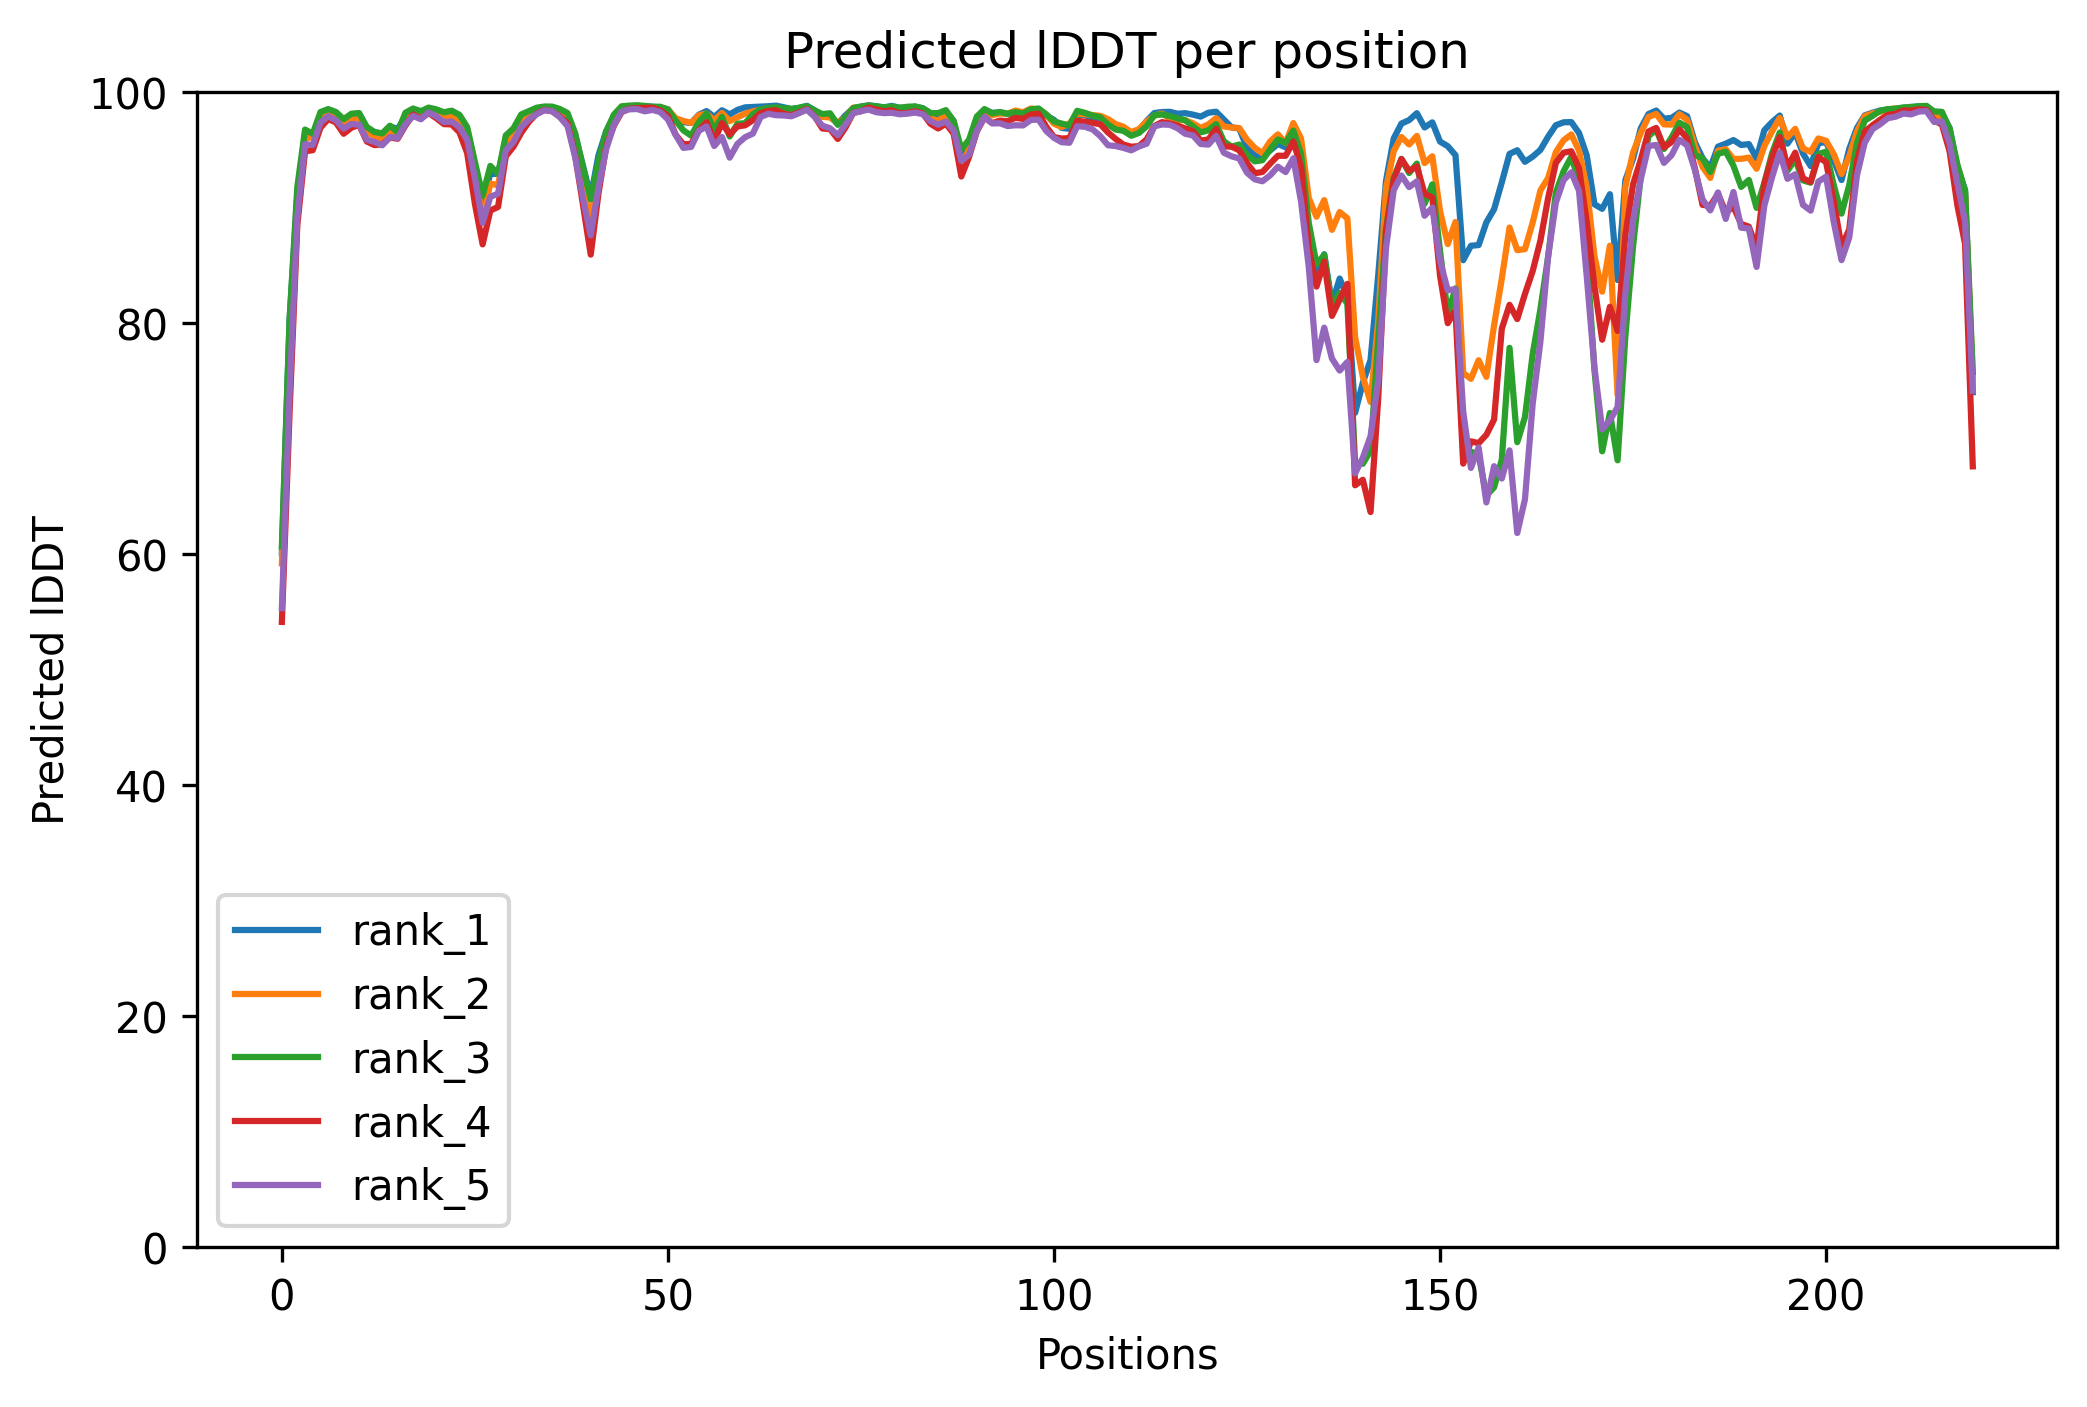 Predicted lDDT per position
100
80
60
40
20
0
Predicted lDDT
rank_1
rank_2
rank_3
rank_4
rank_5
0 50 100 150 200
Positions